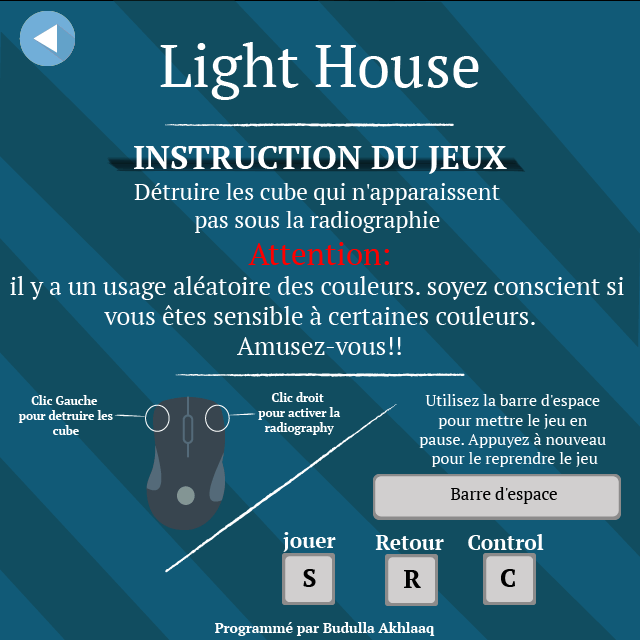 Light House
INSTRUCTION DU JEUX
Détruire les cube qui n'apparaissent
pas sous la radiographie
Attention:
il y a un usage aléatoire des couleurs. soyez conscient si
vous êtes sensible à certaines couleurs.
Amusez-vous!!
Clic Gauche
pour detruire les
cube
Clic droit
pour activer la
radiography
Utilisez la barre d'espace
pour mettre le jeu en
pause. Appuyez à nouveau
pour le reprendre le jeu
Barre d'espace
jouer
Retour
Control
S
R
C
Programmé par Budulla Akhlaaq